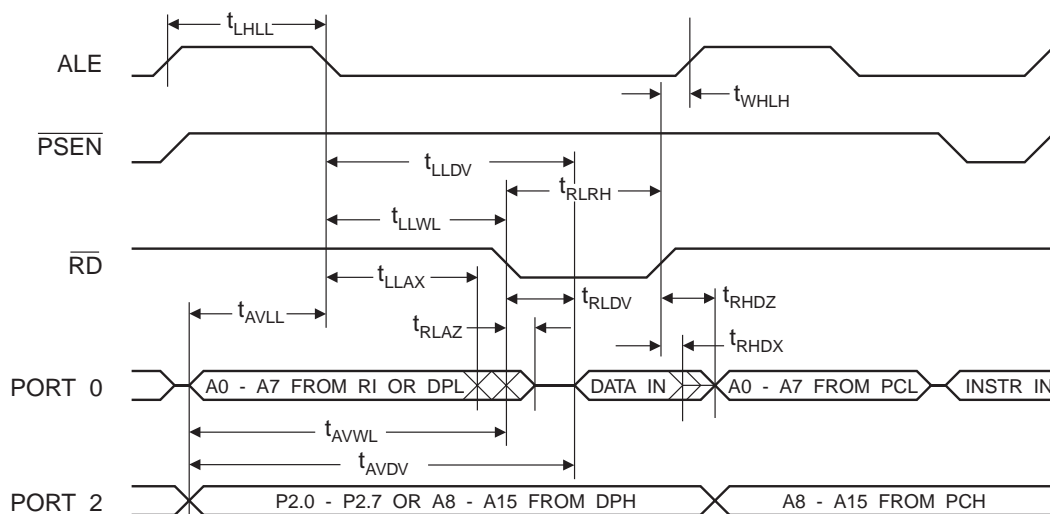 tLHLL
ALE
tWHLH
PSEN
tLLDV
tRLRH
tLLWL
RD
tLLAX
tRLDV
tRHDZ
tAVLL
tRLAZ
tRHDX
PORT 0
A0 - A7 FROM RI OR DPL
DATA IN
A0 - A7 FROM PCL
INSTR IN
tAVWL
tAVDV
PORT 2
P2.0 - P2.7 OR A8 - A15 FROM DPH
A8 - A15 FROM PCH